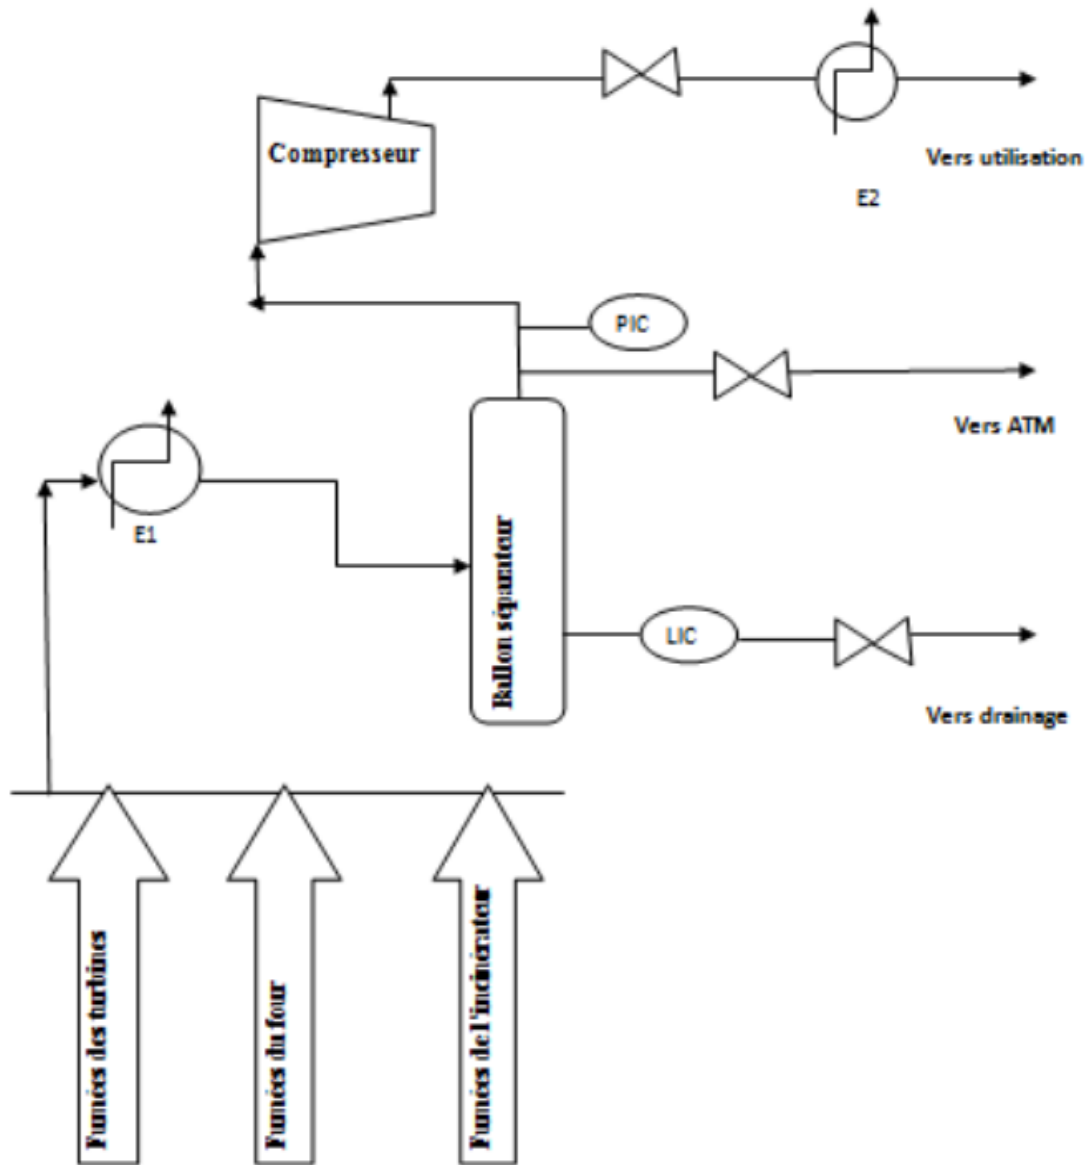 Compresseur
Vers utilisation
E2
PIC
Vers ATM
E1
Ballon séparateur
LIC
Vers drainage
Fumées des turbines
Fumées du four
Fumées de l'incinérateur